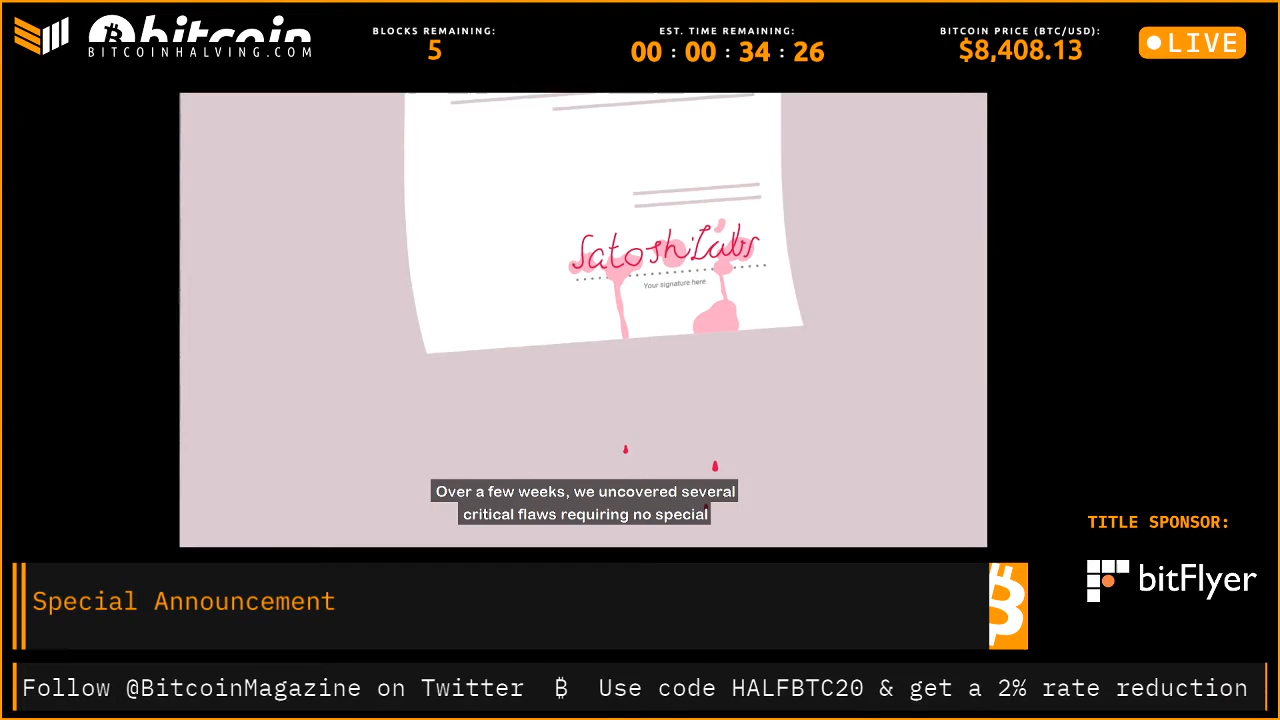 bitcoin
BITCOINHALVING.COM
BLOCKS REMAINING:
5
EST. TIME REMAINING:
00 : 00 : 34 : 26
BITCOIN PRICE (BTC/USD):
$8,408.13
LIVE
SatoshiLabs
Your signature here
Over a few weeks, we uncovered several
critical flaws requiring no special
TITLE SPONSOR:
bitFlyer
Special Announcement
Follow @BitcoinMagazine on Twitter ₿ Use code HALFBTC20 & get a 2% rate reduction